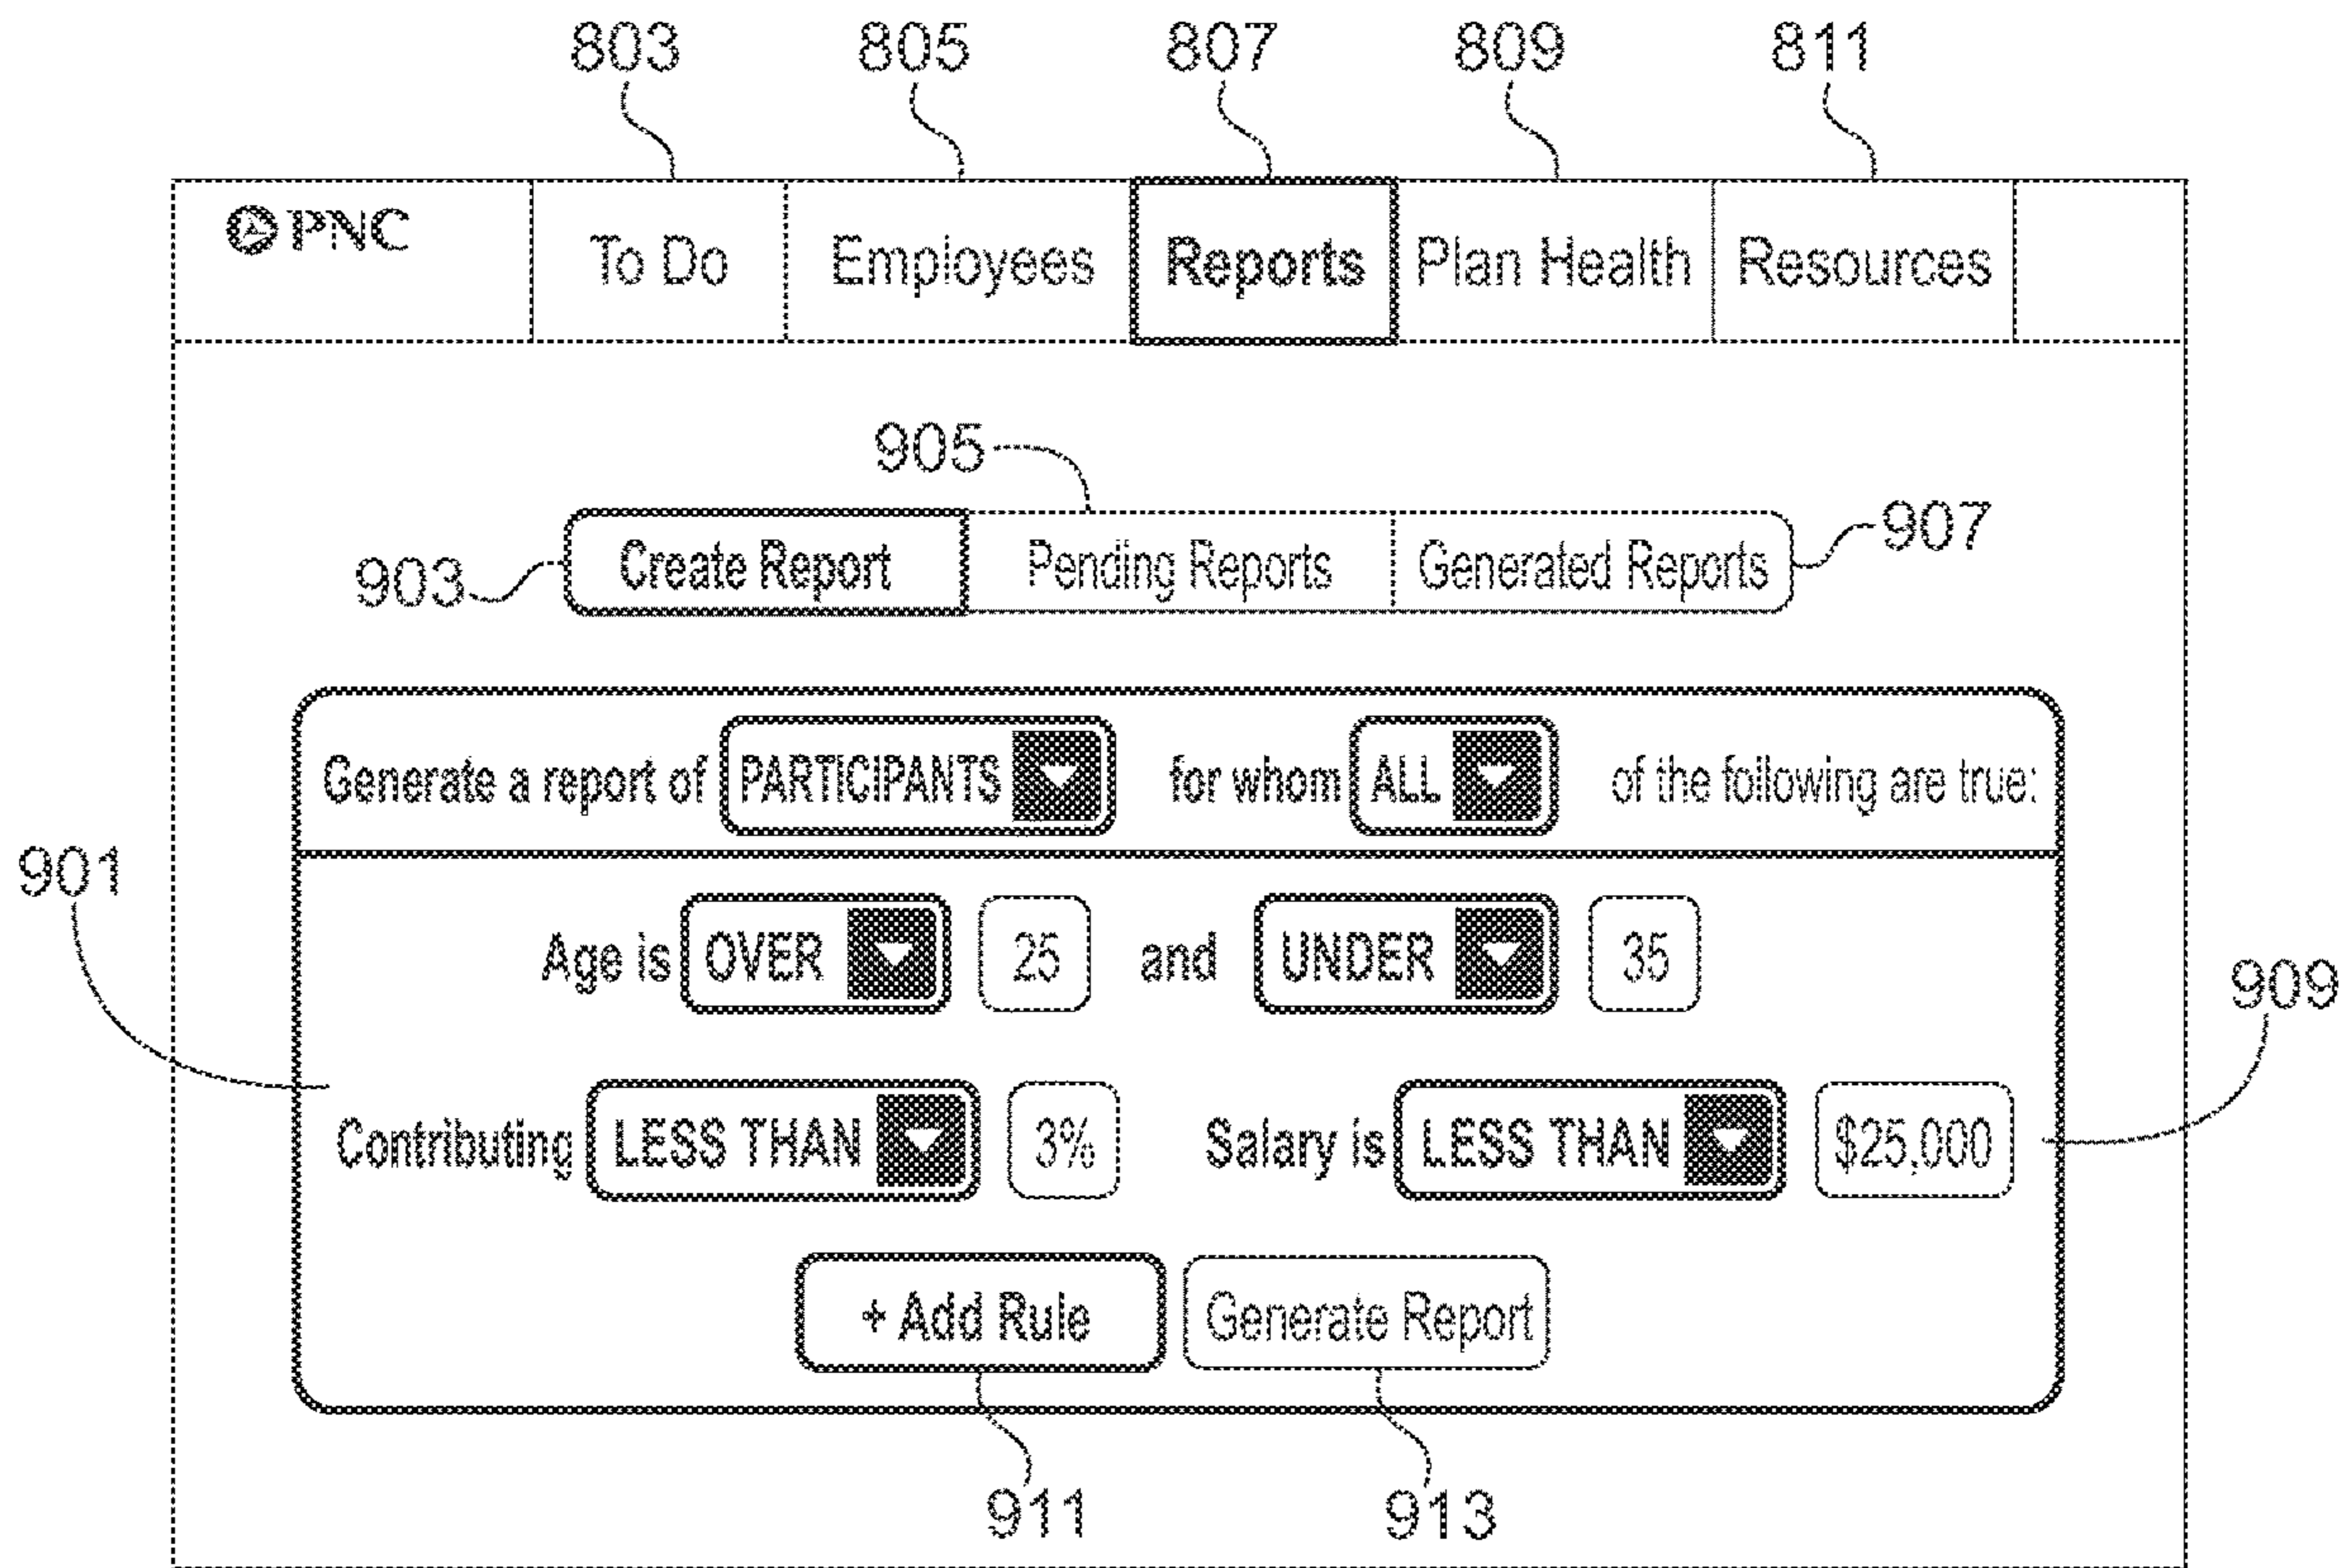 803 805 807 809 811
PNC To Do Employees Reports Plan Health Resources
905
903 Create Report Pending Reports Generated Reports 907
Generate a report of PARTICIPANTS for whom ALL of the following are true:
901
Age is OVER 25 and UNDER 35
909
Contributing LESS THAN 3% Salary is LESS THAN $25,000
+ Add Rule Generate Report
911 913